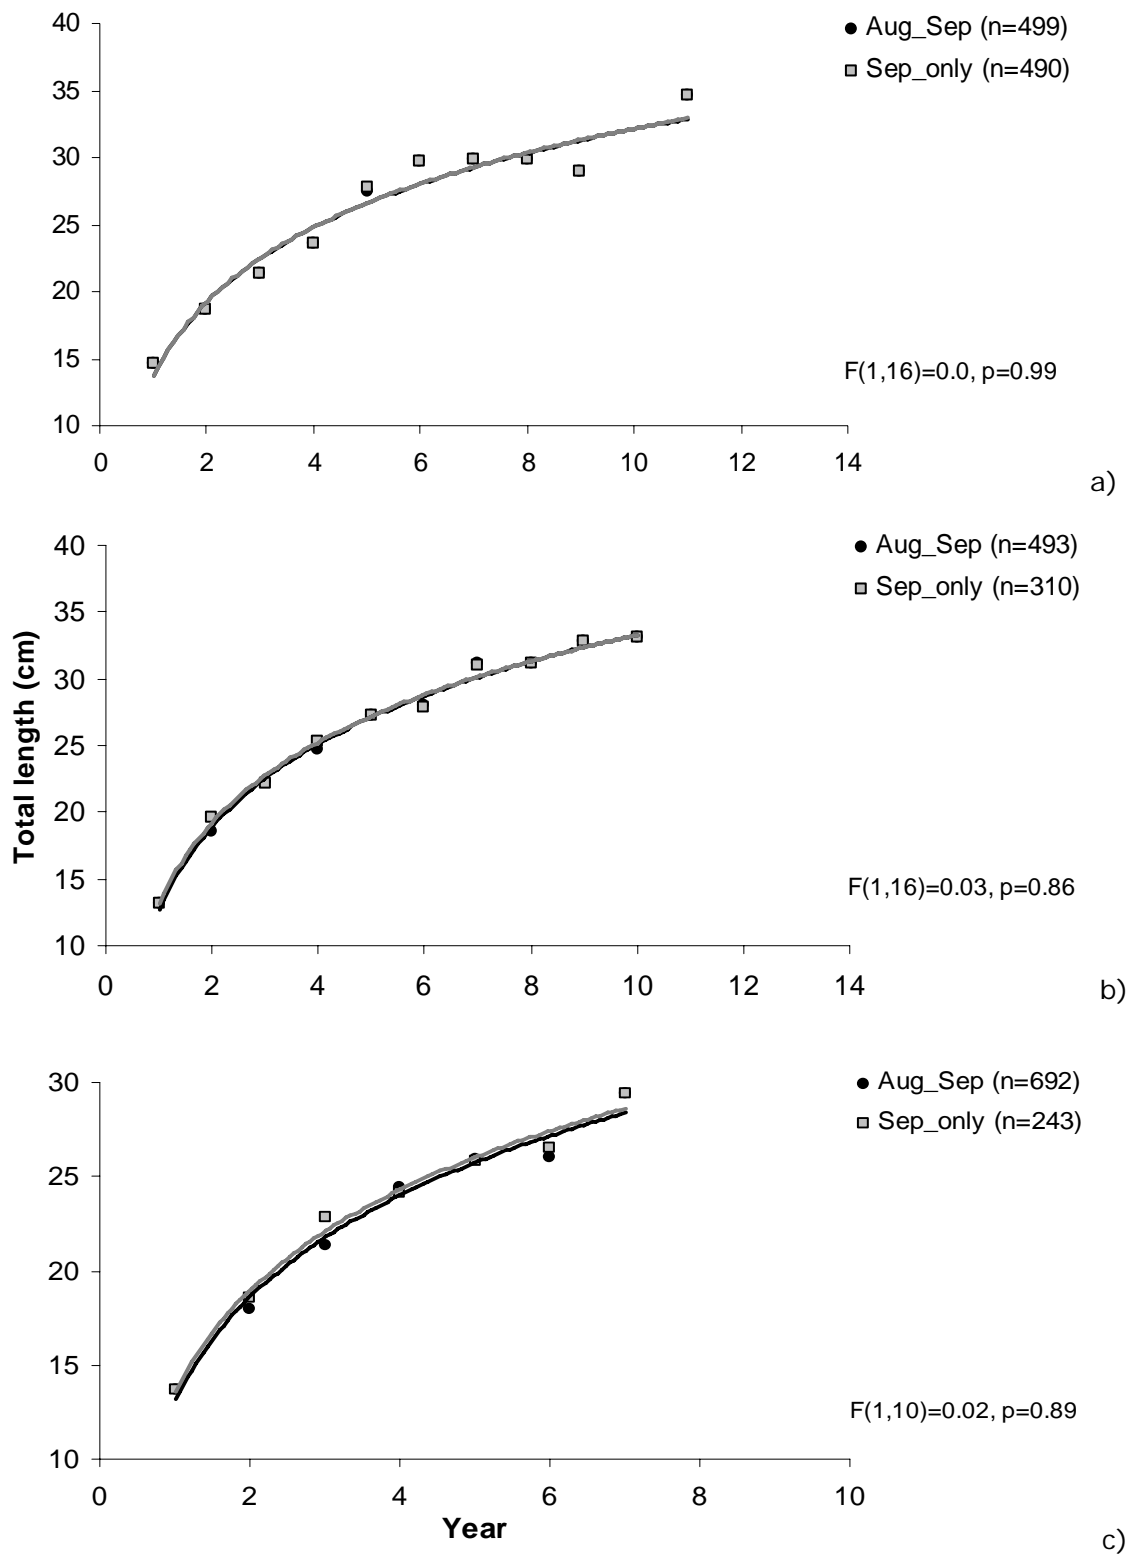 40
35
30
25
20
15
10
0 2 4 6 8 10 12 14
Aug_Sep (n=499)
Sep_only (n=490)
F(1,16)=0.0, p=0.99
a)
Total length (cm)
40
35
30
25
20
15
10
0 2 4 6 8 10 12 14
Aug_Sep (n=493)
Sep_only (n=310)
F(1,16)=0.03, p=0.86
b)
30
25
20
15
10
0 2 4 6 8 10
Year
Aug_Sep (n=692)
Sep_only (n=243)
F(1,10)=0.02, p=0.89
c)